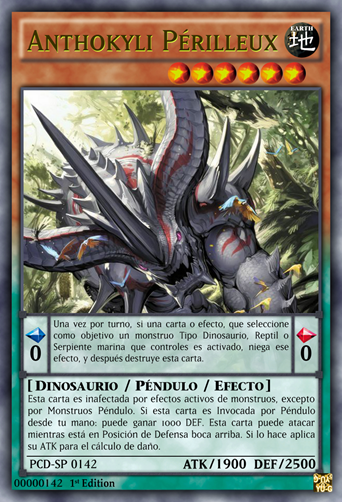 Anthokyli Périlleux
EARTH
地
Una vez por turno, si una carta o efecto, que seleccione
como objetivo un monstruo Tipo Dinosaurio, Reptil o
Serpiente marina que controles es activado, niega ese
efecto, y después destruye esta carta.
0
0
[ Dinosaurio / Péndulo / Efecto ]
Esta carta es inafectada por efectos activos de monstruos, excepto
por Monstruos Péndulo. Si esta carta es Invocada por Péndulo
desde tu mano: puede ganar 1000 DEF. Esta carta puede atacar
mientras está en Posición de Defensa boca arriba. Si lo hace aplica
su ATK para el cálculo de daño.
PCD-SP 0142
ATK/1900 DEF/2500
00000142 1st Edition